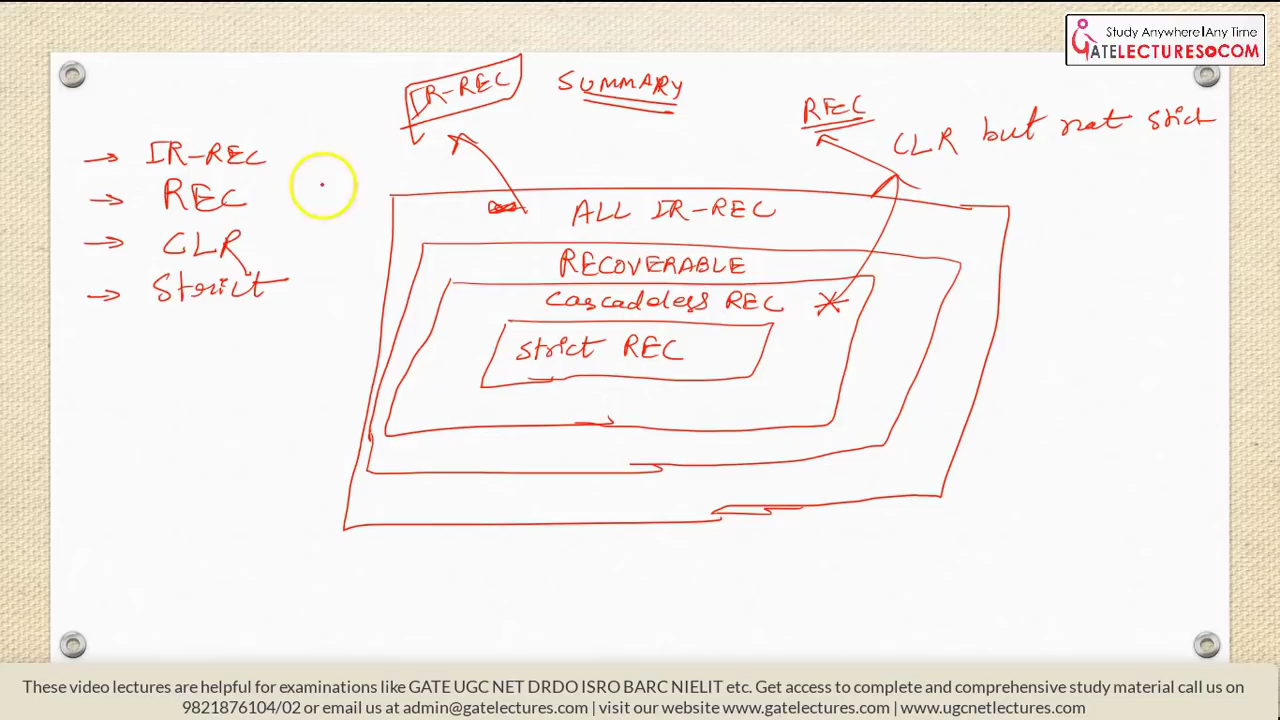 Study Anywhere Any Time
GATELECTURES.COM
IR-REC
SUMMARY
REC
CLR but not strict
→ IR-REC
→ REC
→ CLR
→ Strict
ALL IR-REC
RECOVERABLE
Cascadeless REC
strict REC
These video lectures are helpful for examinations like GATE UGC NET DRDO ISRO BARC NIELIT etc. Get access to complete and comprehensive study material call us on
9821876104/02 or email us at admin@gatelectures.com | visit our website www.gatelectures.com | www.ugcnetlectures.com